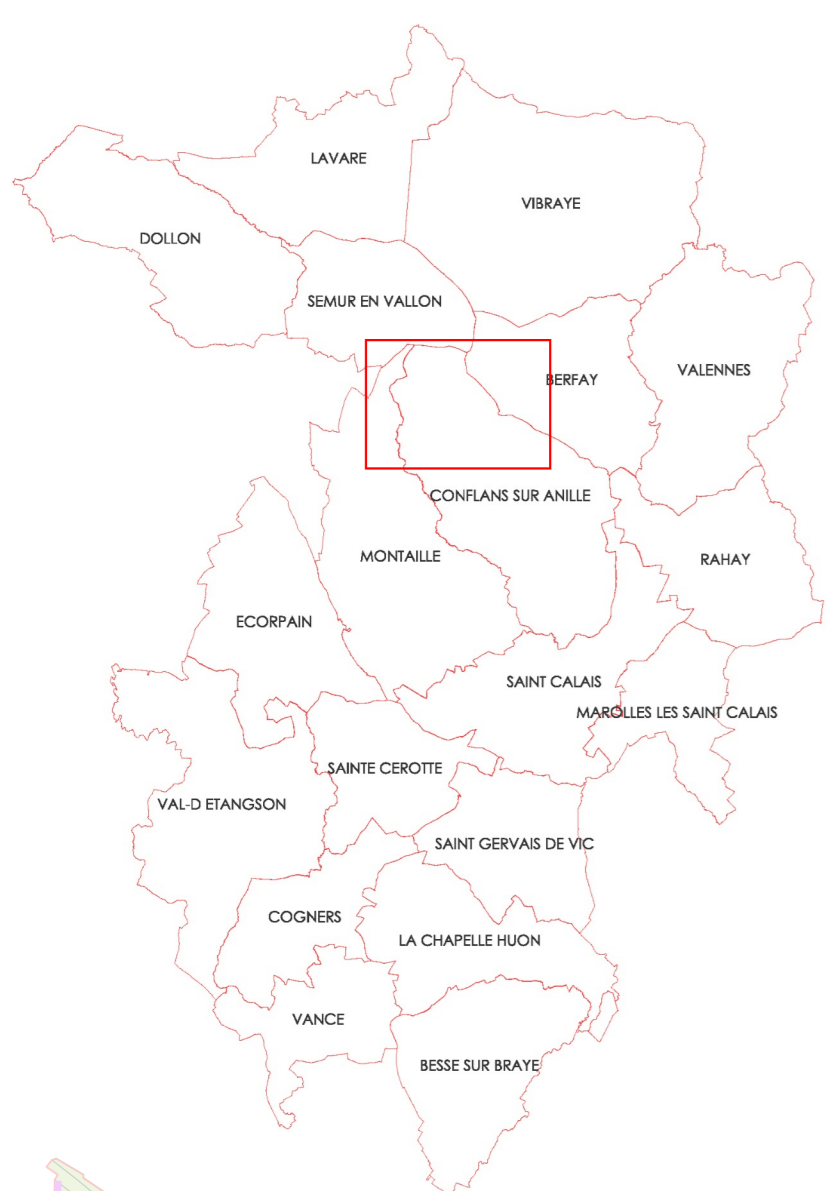 LAVARE
VIBRAYE
DOLLON
SEMUR EN VALLON
VALENNES
BERFAY
CONFLANS SUR ANILLE
MONTAILLE
RAHAY
ECORPAIN
SAINT CALAIS
MAROLLES LES SAINT CALAIS
SAINTE CEROTTE
VAL-D ETANGSON
SAINT GERVAIS DE VIC
COGNERS
LA CHAPELLE HUON
VANCE
BESSE SUR BRAYE